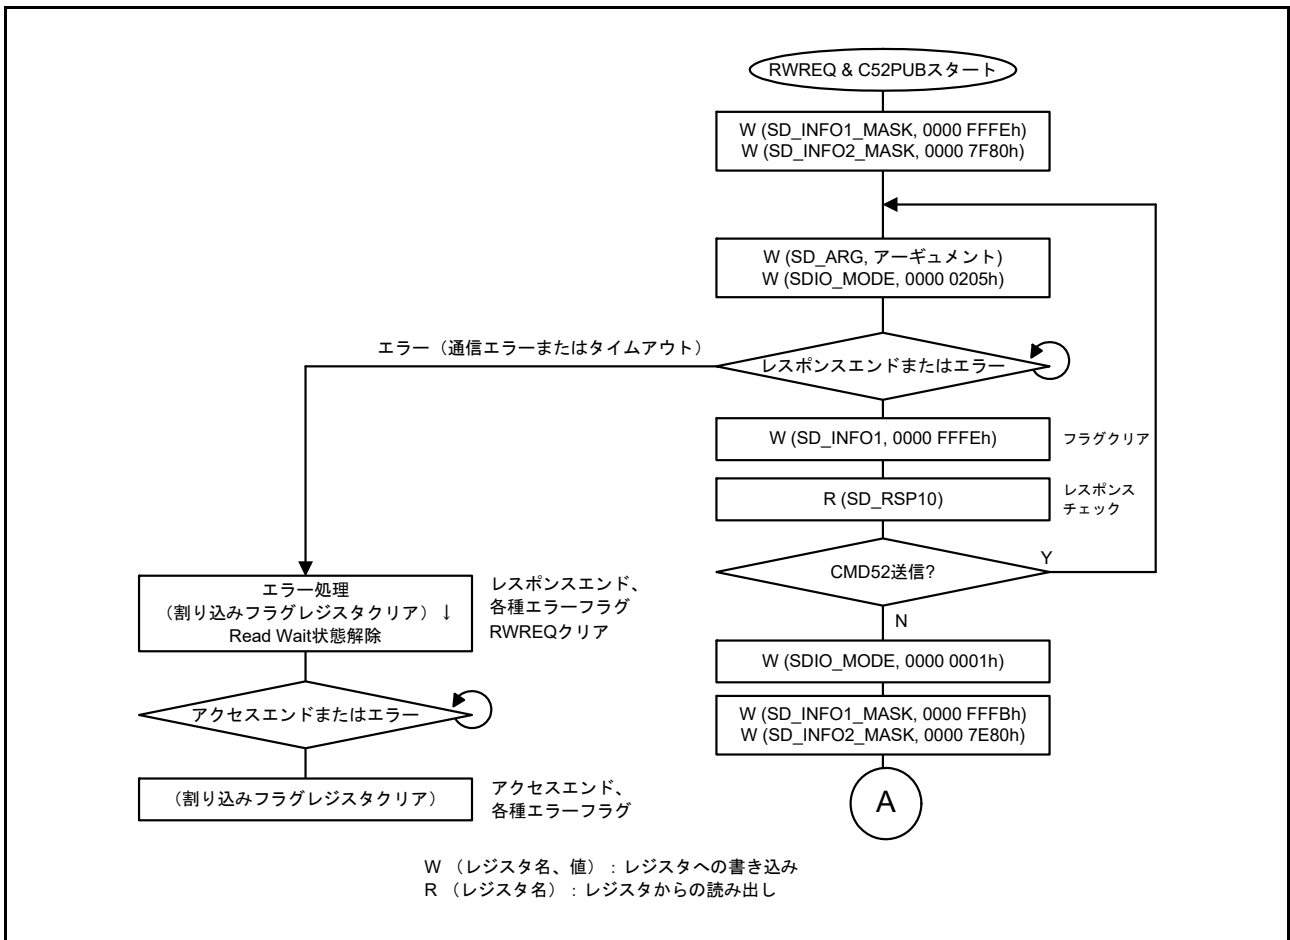 RWREQ & C52PUBスタート
W (SD_INFO1_MASK, 0000 FFFEh)
W (SD_INFO2_MASK, 0000 7F80h)
W (SD_ARG, アーギュメント)
W (SDIO_MODE, 0000 0205h)
エラー（通信エラーまたはタイムアウト）
レスポンスエンドまたはエラー
W (SD_INFO1, 0000 FFFEh)
フラグクリア
R (SD_RSP10)
レスポンス
チェック
CMD52送信?
Y
N
W (SDIO_MODE, 0000 0001h)
W (SD_INFO1_MASK, 0000 FFFBh)
W (SD_INFO2_MASK, 0000 7E80h)
A
エラー処理
（割り込みフラグレジスタクリア）↓
Read Wait状態解除
レスポンスエンド、
各種エラーフラグ
RWREQクリア
アクセスエンドまたはエラー
（割り込みフラグレジスタクリア）
アクセスエンド、
各種エラーフラグ
W （レジスタ名、値）：レジスタへの書き込み
R （レジスタ名）：レジスタからの読み出し